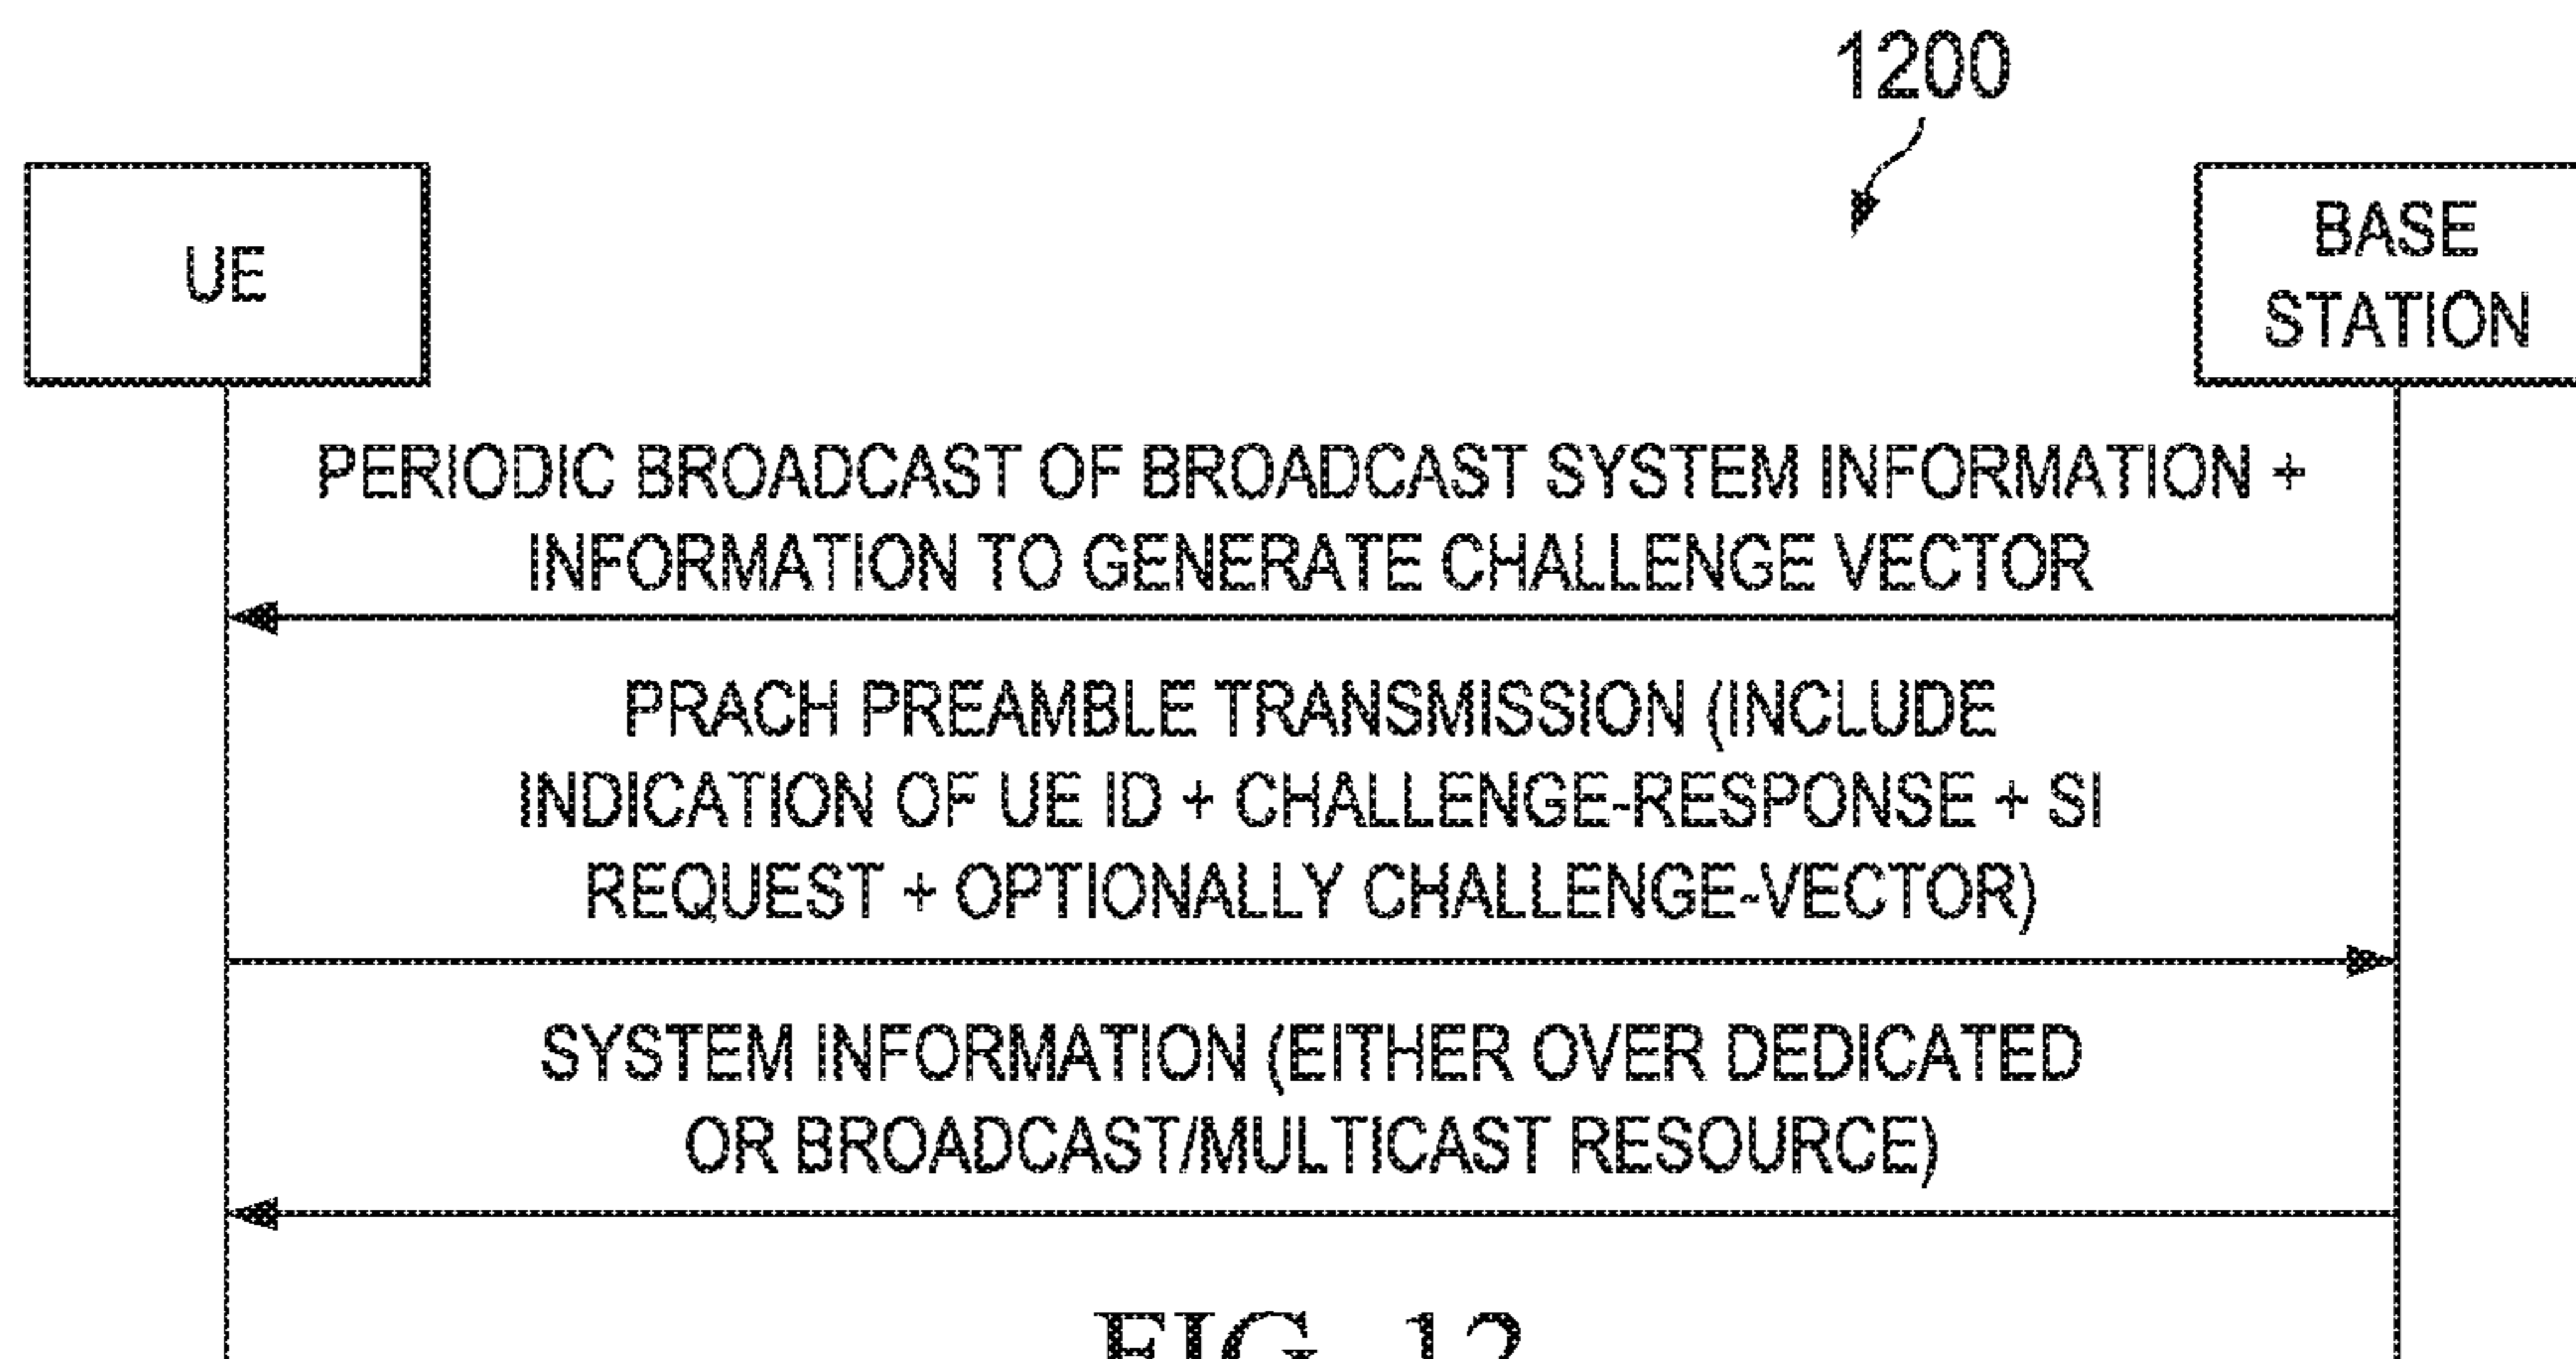 1200
UE
BASE
STATION
PERIODIC BROADCAST OF BROADCAST SYSTEM INFORMATION +
INFORMATION TO GENERATE CHALLENGE VECTOR
PRACH PREAMBLE TRANSMISSION (INCLUDE
INDICATION OF UE ID + CHALLENGE-RESPONSE + SI
REQUEST + OPTIONALLY CHALLENGE-VECTOR)
SYSTEM INFORMATION (EITHER OVER DEDICATED
OR BROADCAST/MULTICAST RESOURCE)
FIG. 12